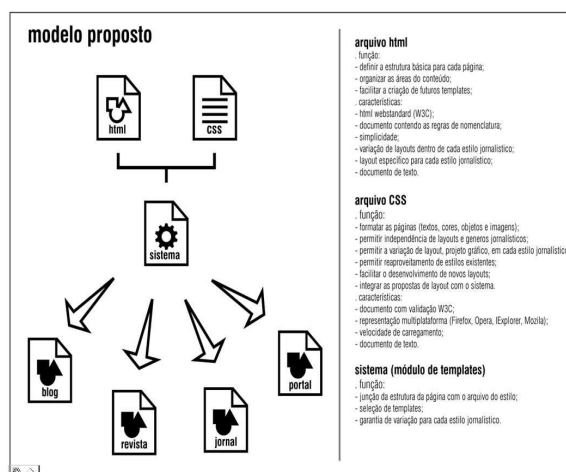 modelo proposto
html
css
sistema
blog
revista
jornal
portal
arquivo html
. função:
- definir a estrutura básica para cada página;
- organizar as áreas do conteúdo;
- facilitar a criação de futuros templates;
. características:
- html webstandard (W3C);
- documento contendo as regras de nomenclatura;
- simplicidade;
- variação de layouts dentro de cada estilo jornalístico;
- layout específico para cada estilo jornalístico;
- documento de texto.
arquivo CSS
. função:
- formatar as páginas (textos, cores, objetos e imagens);
- permitir independência de layouts e generos jornalísticos;
- permitir a variação de layout, projeto gráfico, em cada estilo jornalístico
- permitir reaproveitamento de estilos existentes;
- facilitar o desenvolvimento de novos layouts;
- integrar as propostas de layout com o sistema.
. características:
- documento com validação W3C;
- representação multiplataforma (Firefox, Opera, IExplorer, Mozila);
- velocidade de carregamento;
- documento de texto.
sistema (módulo de templates)
. função:
- junção da estrutura da página com o arquivo do estilo;
- seleção de templates;
- garantia de variação para cada estilo jornalístico.